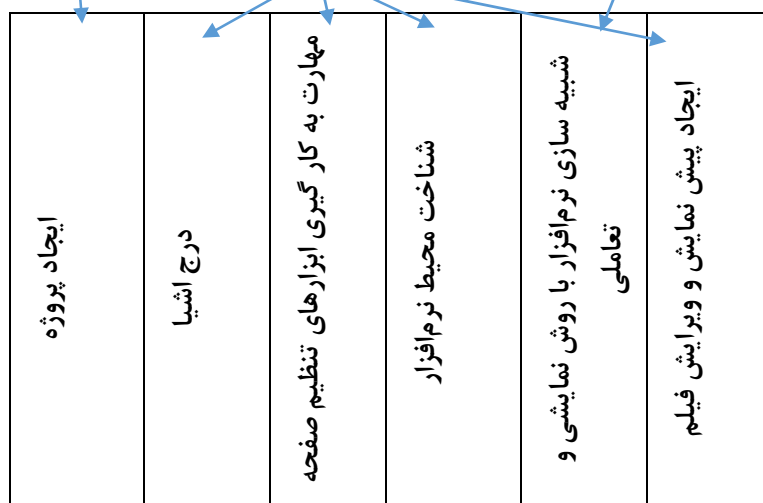 ایجاد پیش نمایش و ویرایش فیلم
شبیه سازی نرم‌افزار با روش نمایشی و
تعاملی
شناخت محیط نرم‌افزار
مهارت به کار گیری ابزارهای تنظیم صفحه
درج اشیا
ایجاد پروژه